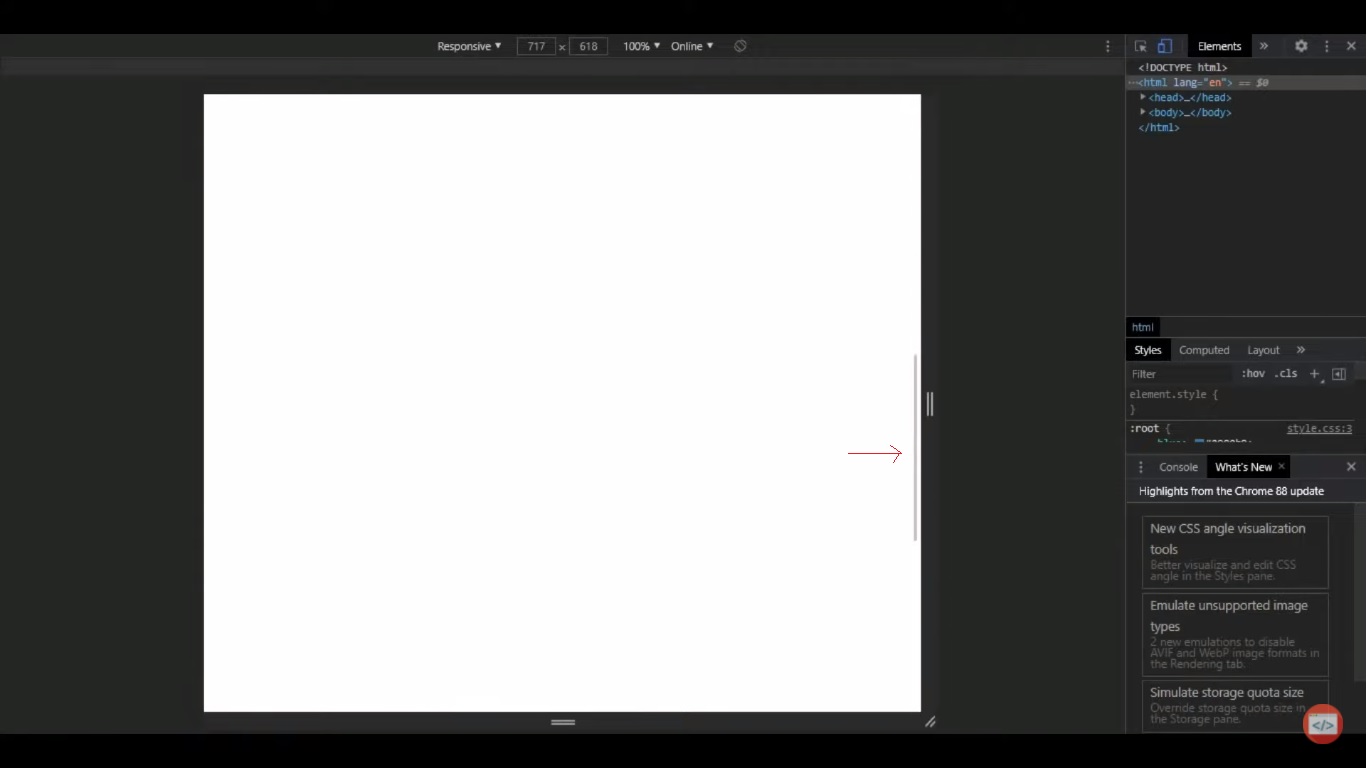 Responsive ▼ 717 × 618 100% ▼ Online ▼
Elements »
<!DOCTYPE html>
⋯<html lang="en"> == $0
▶<head>…</head>
▶<body>…</body>
</html>
html
Styles Computed Layout »
Filter :hov .cls +
element.style {
}
:root { style.css:3
Console What's New ×
Highlights from the Chrome 88 update
New CSS angle visualization
tools
Better visualize and edit CSS
angle in the Styles pane.
Emulate unsupported image
types
2 new emulations to disable
AVIF and WebP image formats in
the Rendering tab.
Simulate storage quota size
Override storage quota size in
the Storage pane.
</>